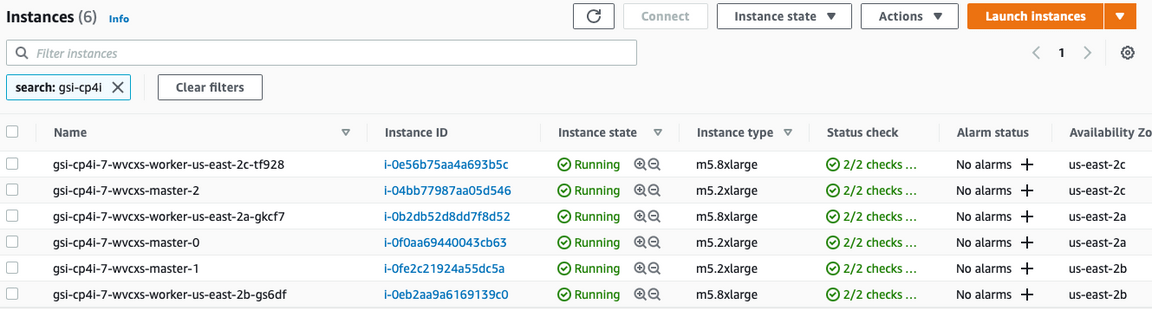 Instances (6) Info Connect Instance state Actions Launch instances
Filter instances 1
search: gsi-cp4i Clear filters
Name Instance ID Instance state Instance type Status check Alarm status Availability Zo
gsi-cp4i-7-wvcxs-worker-us-east-2c-tf928 i-0e56b75aa4a693b5c Running m5.8xlarge 2/2 checks ... No alarms us-east-2c
gsi-cp4i-7-wvcxs-master-2 i-04bb77987aa05d546 Running m5.2xlarge 2/2 checks ... No alarms us-east-2c
gsi-cp4i-7-wvcxs-worker-us-east-2a-gkcf7 i-0b2db52d8dd7f8d52 Running m5.8xlarge 2/2 checks ... No alarms us-east-2a
gsi-cp4i-7-wvcxs-master-0 i-0f0aa69440043cb63 Running m5.2xlarge 2/2 checks ... No alarms us-east-2a
gsi-cp4i-7-wvcxs-master-1 i-0fe2c21924a55dc5a Running m5.2xlarge 2/2 checks ... No alarms us-east-2b
gsi-cp4i-7-wvcxs-worker-us-east-2b-gs6df i-0eb2aa9a6169139c0 Running m5.8xlarge 2/2 checks ... No alarms us-east-2b